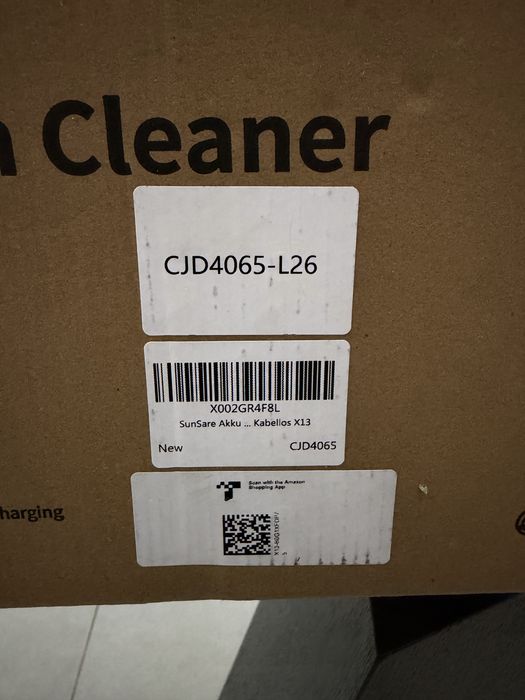 Cleaner
CJD4065-L26
X002GR4F8L
SunSare Akku ... Kabellos X13
New CJD4065
Scan with the Amazon
Shopping App
harging